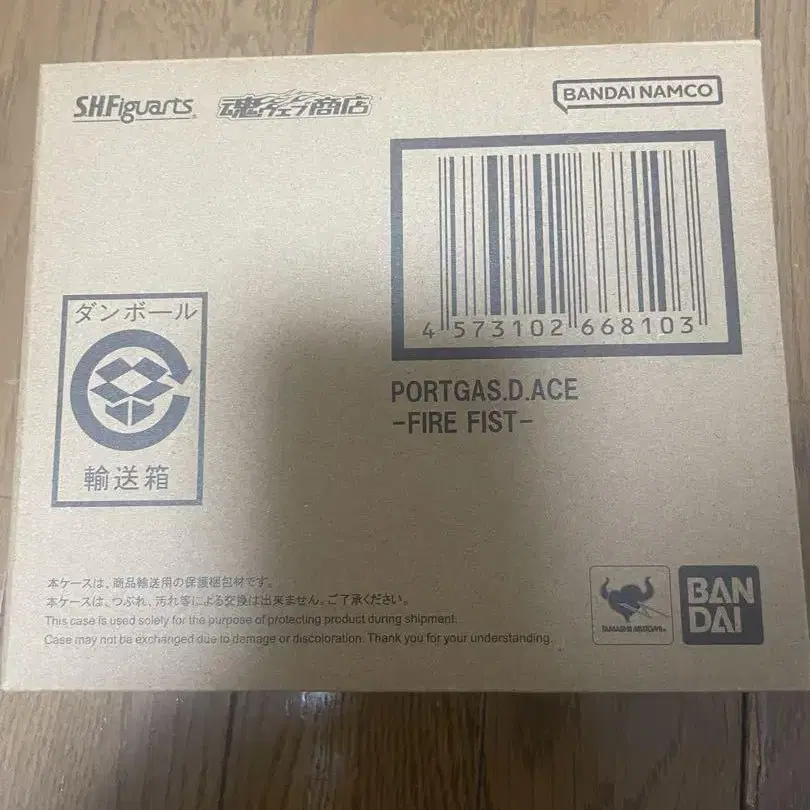 S.H.Figuarts
魂ウェブ商店
BANDAI NAMCO
4 573102 668103
PORTGAS.D.ACE
-FIRE FIST-
ダンボール
輸送箱
本ケースは、商品輸送用の保護梱包材です。
本ケースは、つぶれ、汚れ等による交換は出来ません。ご了承ください。
This case is used solely for the purpose of protecting product during shipment.
Case may not be exchanged due to damage or discoloration. Thank you for your understanding.
TAMASHII NATIONS
BAN
DAI